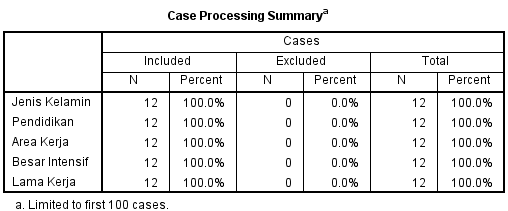 Case Processing Summarya
Cases
Included Excluded Total
N Percent N Percent N Percent
Jenis Kelamin 12 100.0% 0 0.0% 12 100.0%
Pendidikan 12 100.0% 0 0.0% 12 100.0%
Area Kerja 12 100.0% 0 0.0% 12 100.0%
Besar Intensif 12 100.0% 0 0.0% 12 100.0%
Lama Kerja 12 100.0% 0 0.0% 12 100.0%
a. Limited to first 100 cases.